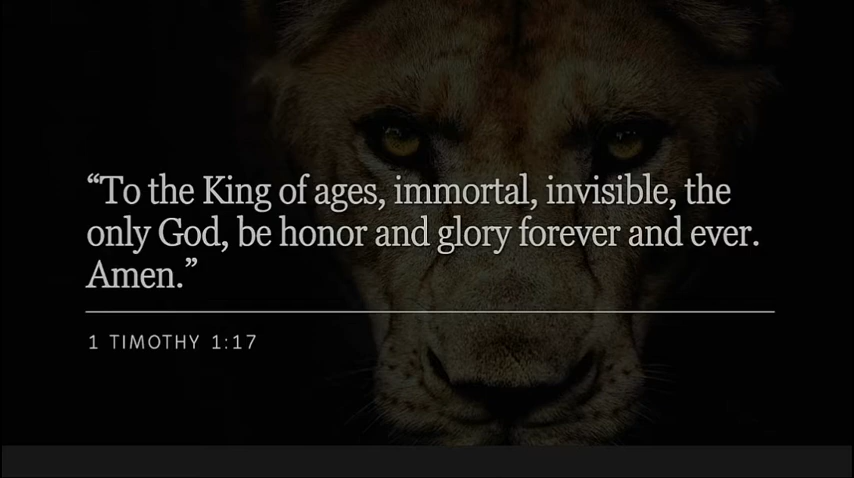 “To the King of ages, immortal, invisible, the
only God, be honor and glory forever and ever.
Amen.”
1 TIMOTHY 1:17